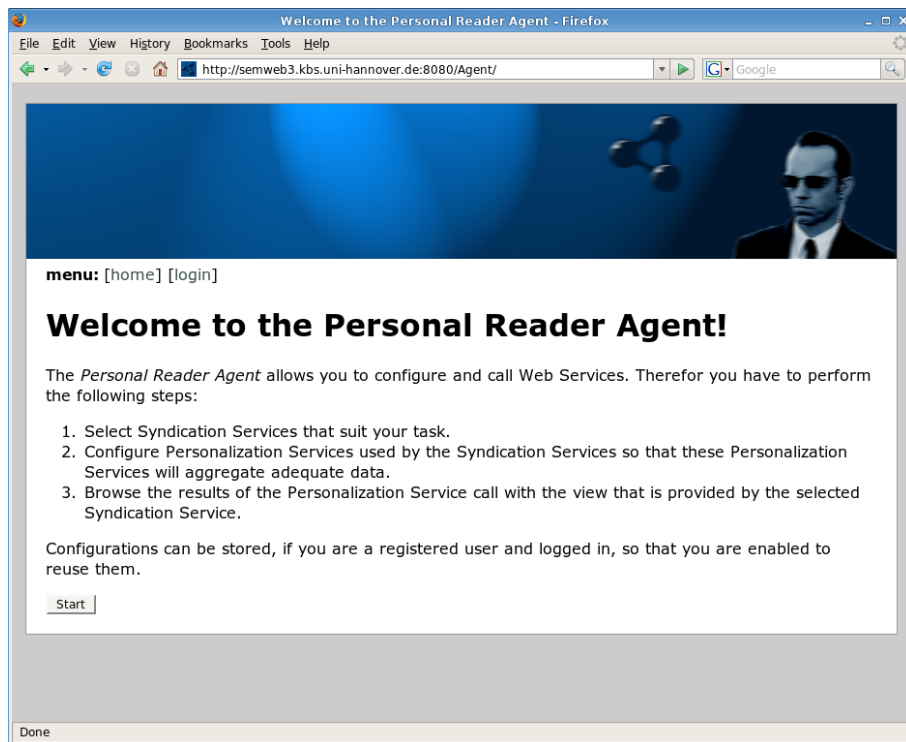 Welcome to the Personal Reader Agent - Firefox
File Edit View History Bookmarks Tools Help
http://semweb3.kbs.uni-hannover.de:8080/Agent/
G Google
menu: [home] [login]
Welcome to the Personal Reader Agent!
The Personal Reader Agent allows you to configure and call Web Services. Therefor you have to perform
the following steps:
1. Select Syndication Services that suit your task.
2. Configure Personalization Services used by the Syndication Services so that these Personalization
Services will aggregate adequate data.
3. Browse the results of the Personalization Service call with the view that is provided by the selected
Syndication Service.
Configurations can be stored, if you are a registered user and logged in, so that you are enabled to
reuse them.
Start
Done